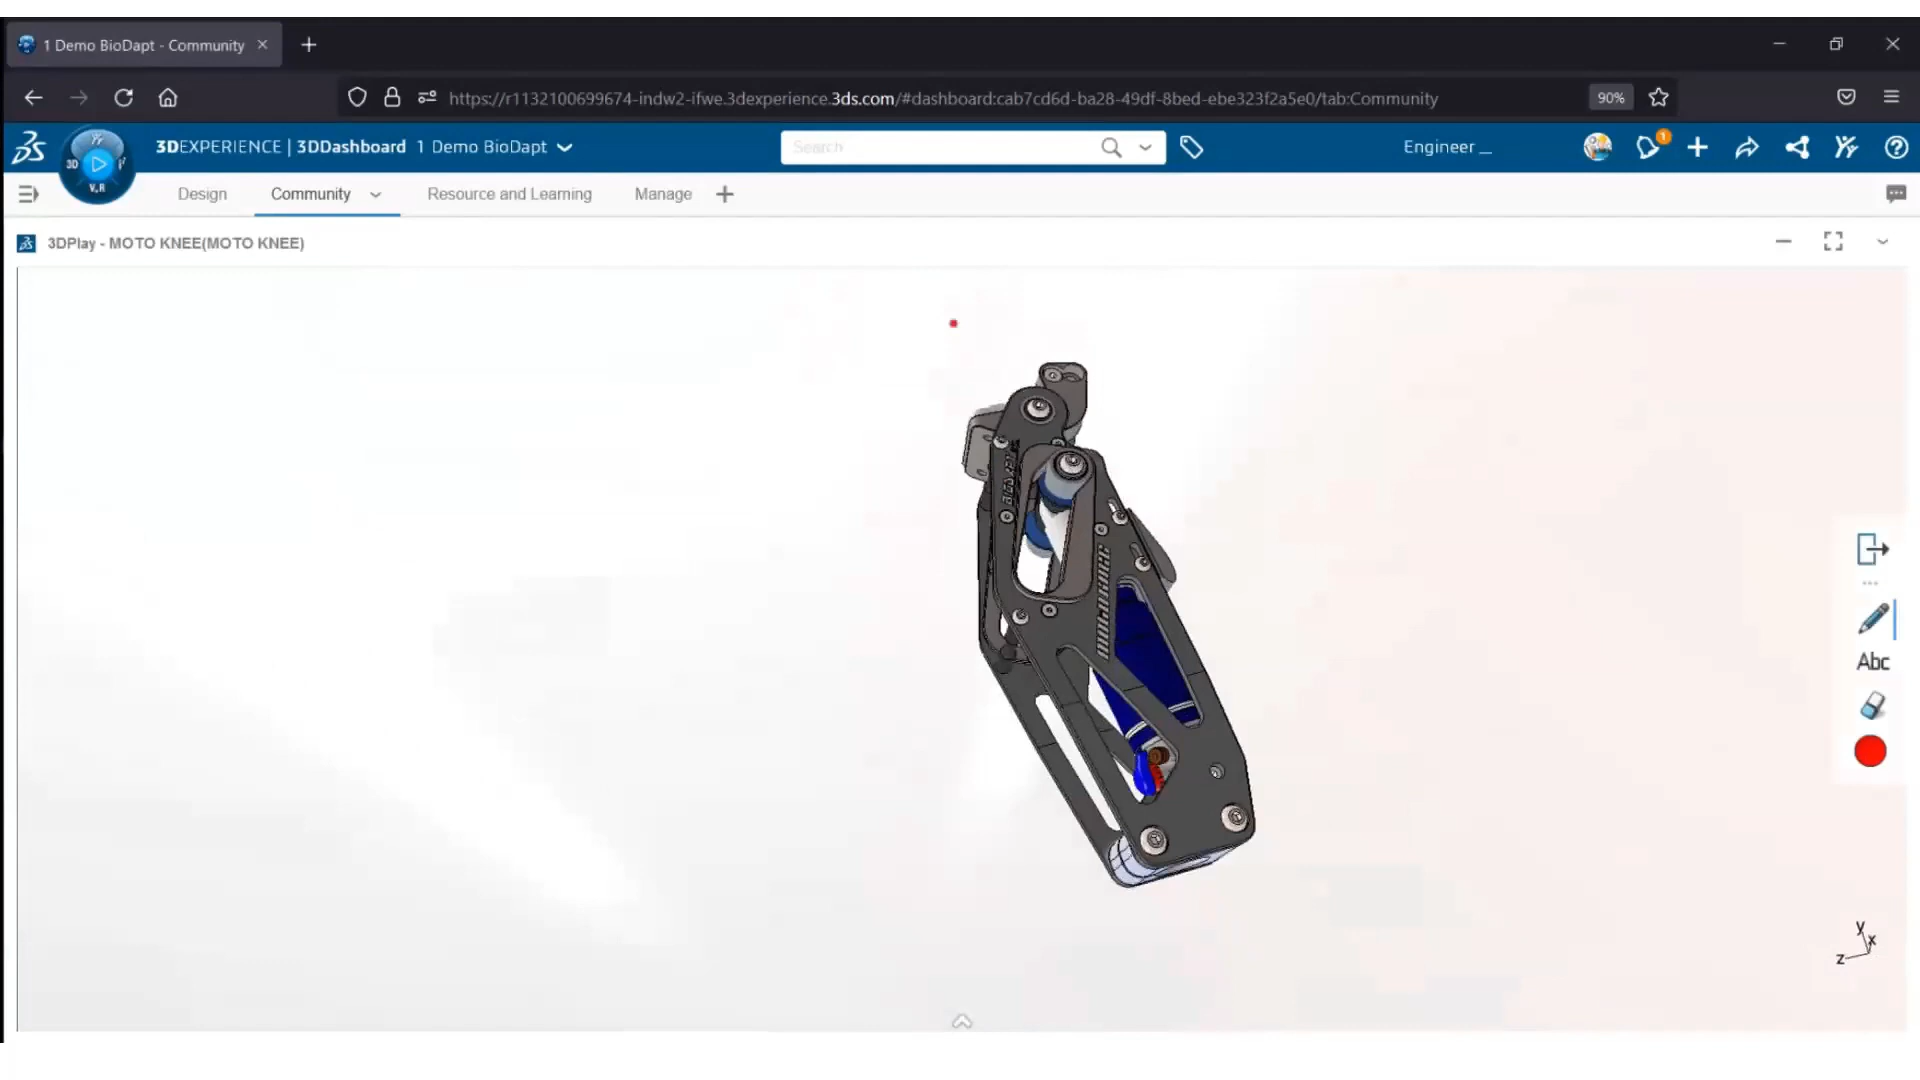 1 Demo BioDapt - Community
https://r1132100699674-indw2-ifwe.3dexperience.3ds.com/#dashboard:cab7cd6d-ba28-49df-8bed-ebe323f2a5e0/tab:Community
90%
3DEXPERIENCE | 3DDashboard 1 Demo BioDapt
Search
Engineer _
1
3D
V.R
Design
Community
Resource and Learning
Manage
3DPlay - MOTO KNEE(MOTO KNEE)
Abc
y
x
z